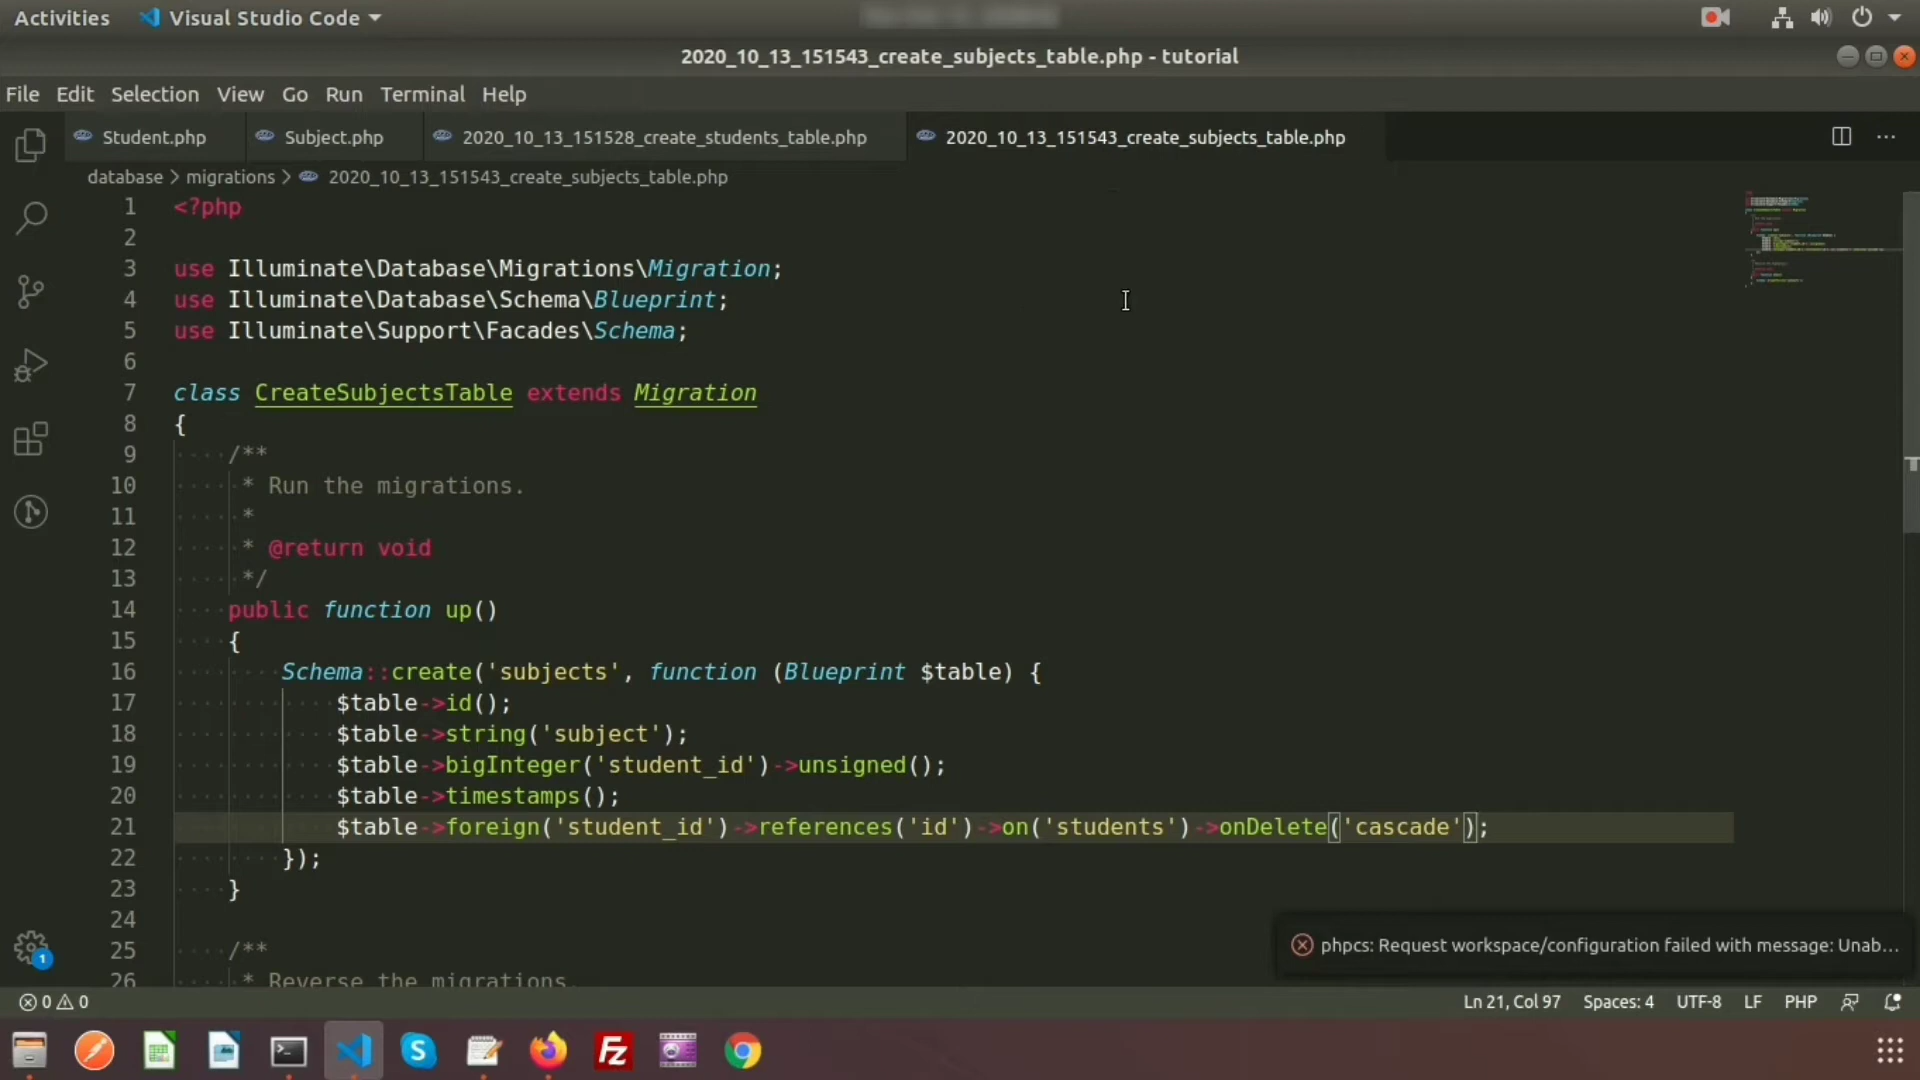 Activities Visual Studio Code
2020_10_13_151543_create_subjects_table.php - tutorial
File Edit Selection View Go Run Terminal Help
Student.php Subject.php 2020_10_13_151528_create_students_table.php 2020_10_13_151543_create_subjects_table.php
database > migrations > 2020_10_13_151543_create_subjects_table.php
1 <?php
2
3 use Illuminate\Database\Migrations\Migration;
4 use Illuminate\Database\Schema\Blueprint;
5 use Illuminate\Support\Facades\Schema;
6
7 class CreateSubjectsTable extends Migration
8 {
9 /**
10 * Run the migrations.
11 *
12 * @return void
13 */
14 public function up()
15 {
16 Schema::create('subjects', function (Blueprint $table) {
17 $table->id();
18 $table->string('subject');
19 $table->bigInteger('student_id')->unsigned();
20 $table->timestamps();
21 $table->foreign('student_id')->references('id')->on('students')->onDelete('cascade');
22 });
23 }
24
25 /**
26 * Reverse the migrations.
phpcs: Request workspace/configuration failed with message: Unab...
1
0 0 Ln 21, Col 97 Spaces: 4 UTF-8 LF PHP
S Fz